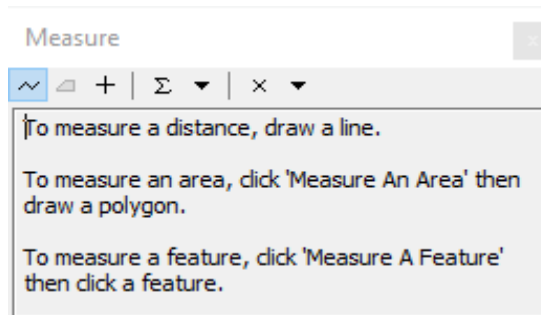 Measure
To measure a distance, draw a line.
To measure an area, click 'Measure An Area' then
draw a polygon.
To measure a feature, click 'Measure A Feature'
then click a feature.